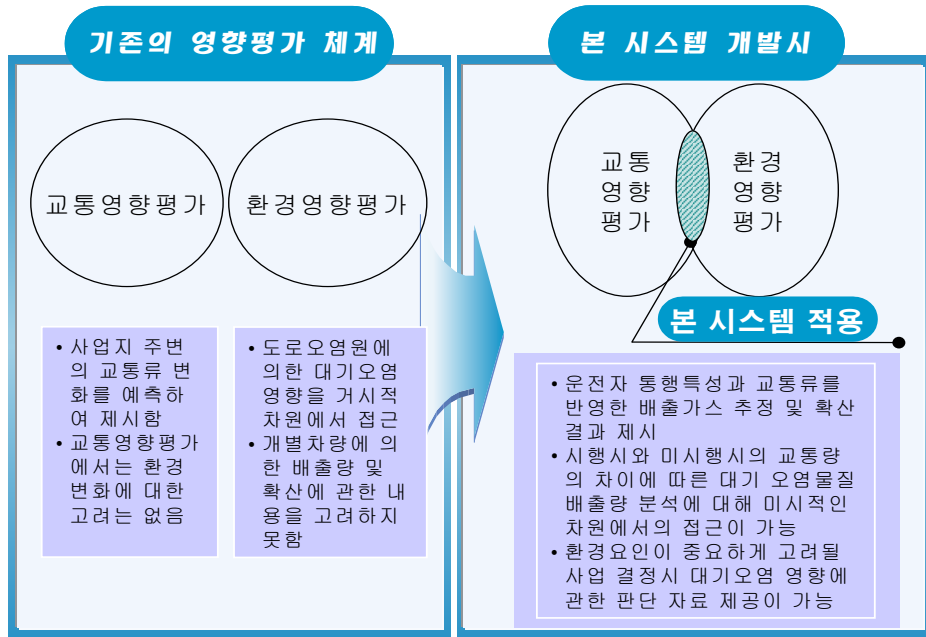 기존의 영향평가 체계
교통영향평가
환경영향평가
• 사업지 주변
의 교통류 변
화를 예측하
여 제시함
• 교통영향평가
에서는 환경
변화에 대한
고려는 없음
• 도로오염원에
의한 대기오염
영향을 거시적
차원에서 접근
• 개별차량에 의
한 배출량 및
확산에 관한 내
용을 고려하지
못함
본 시스템 개발시
교통
영향
평가
환경
영향
평가
본 시스템 적용
• 운전자 통행특성과 교통류를
반영한 배출가스 추정 및 확산
결과 제시
• 시행시와 미시행시의 교통량
의 차이에 따른 대기 오염물질
배출량 분석에 대해 미시적인
차원에서의 접근이 가능
• 환경요인이 중요하게 고려될
사업 결정시 대기오염 영향에
관한 판단 자료 제공이 가능